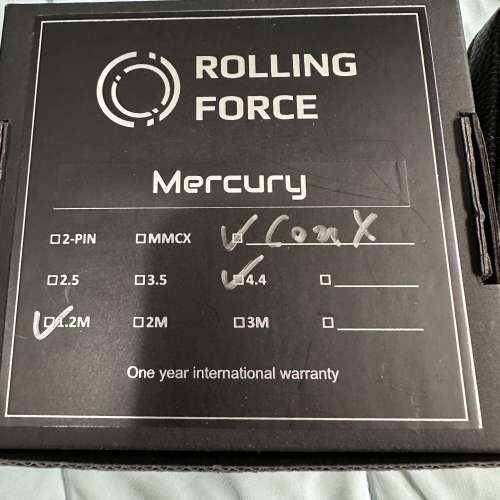 ROLLING
FORCE
Mercury
☐ 2-PIN ☐ MMCX ☑ ConX
☐ 2.5 ☐ 3.5 ☑ 4.4 ☐
☑ 1.2M ☐ 2M ☐ 3M ☐
One year international warranty